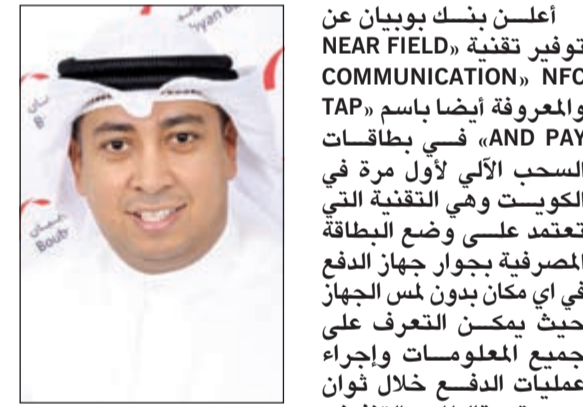 أعلن بنك بوبيان عن
توفير تقنية «NEAR FIELD
COMMUNICATION» NFC
والمعروفة أيضا باسم «TAP
AND PAY» في بطاقات
السحب الآلي لأول مرة في
الكويت وهي التقنية التي
تعتمد على وضع البطاقة
المصرفية بجوار جهاز الدفع
في اي مكان بدون لمس الجهاز
حيث يمكن التعرف على
جميع المعلومات وإجراء
عمليات الدفع خلال ثوان
yyan B
Boub